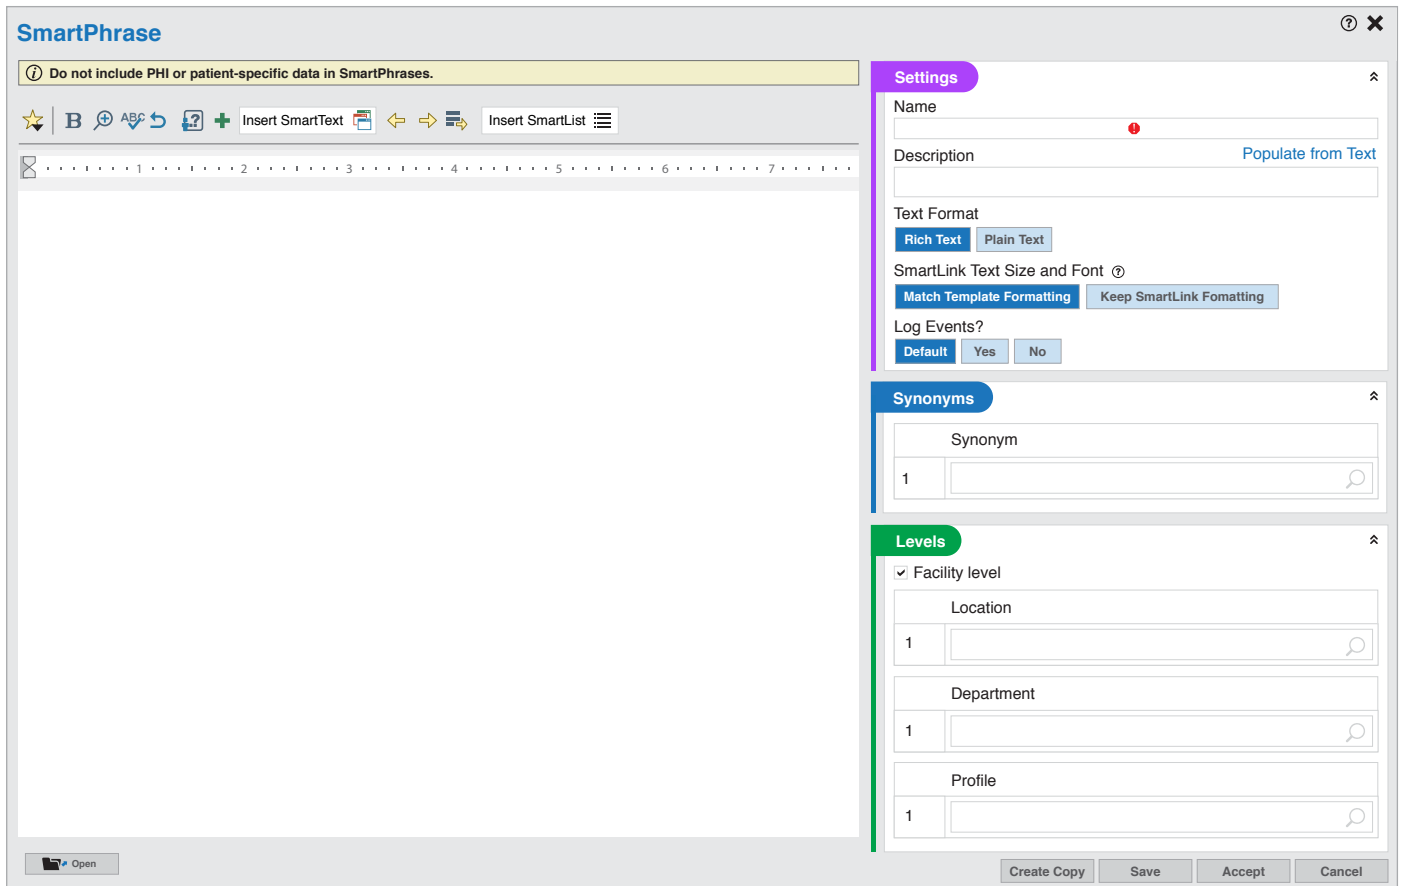 SmartPhrase
Do not include PHI or patient-specific data in SmartPhrases.
B ABC ? Insert SmartText Insert SmartList
1 2 3 4 5 6 7
Open
Settings
Name
Description Populate from Text
Text Format
Rich Text Plain Text
SmartLink Text Size and Font ?
Match Template Formatting Keep SmartLink Fomatting
Log Events?
Default Yes No
Synonyms
Synonym
1
Levels
Facility level
Location
1
Department
1
Profile
1
Create Copy Save Accept Cancel